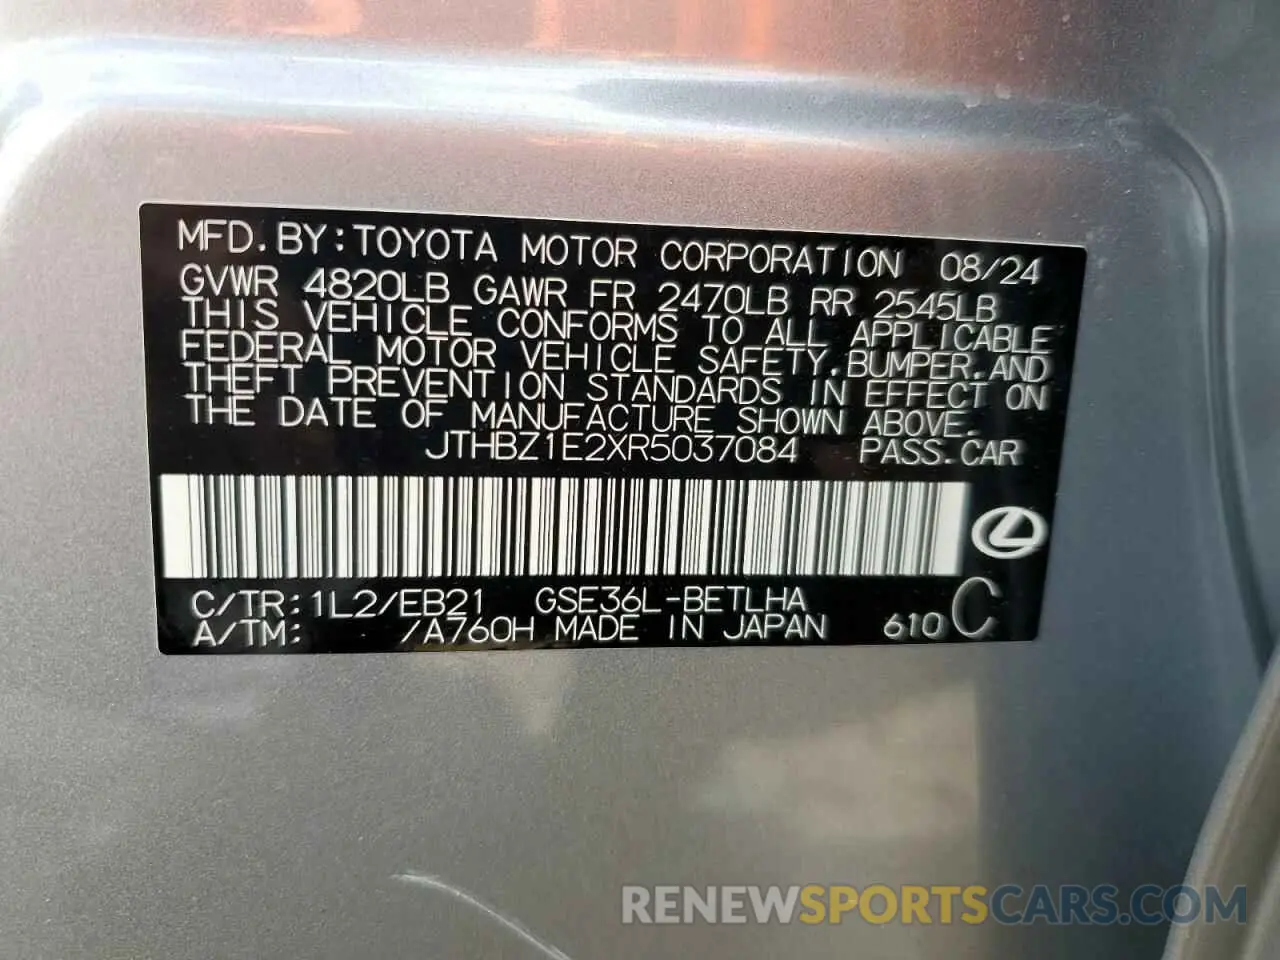 MFD. BY: TOYOTA MOTOR CORPORATION 08/24
GVWR 4820LB GAWR FR 2470LB RR 2545LB
THIS VEHICLE CONFORMS TO ALL APPLICABLE
FEDERAL MOTOR VEHICLE SAFETY, BUMPER, AND
THEFT PREVENTION STANDARDS IN EFFECT ON
THE DATE OF MANUFACTURE SHOWN ABOVE.
JTHBZ1E2XR5037084 PASS. CAR
C/TR: 1L2/EB21 GSE36L-BETLHA
A/TM: /A760H MADE IN JAPAN 610 C
RENEWSPORTSCARS.COM